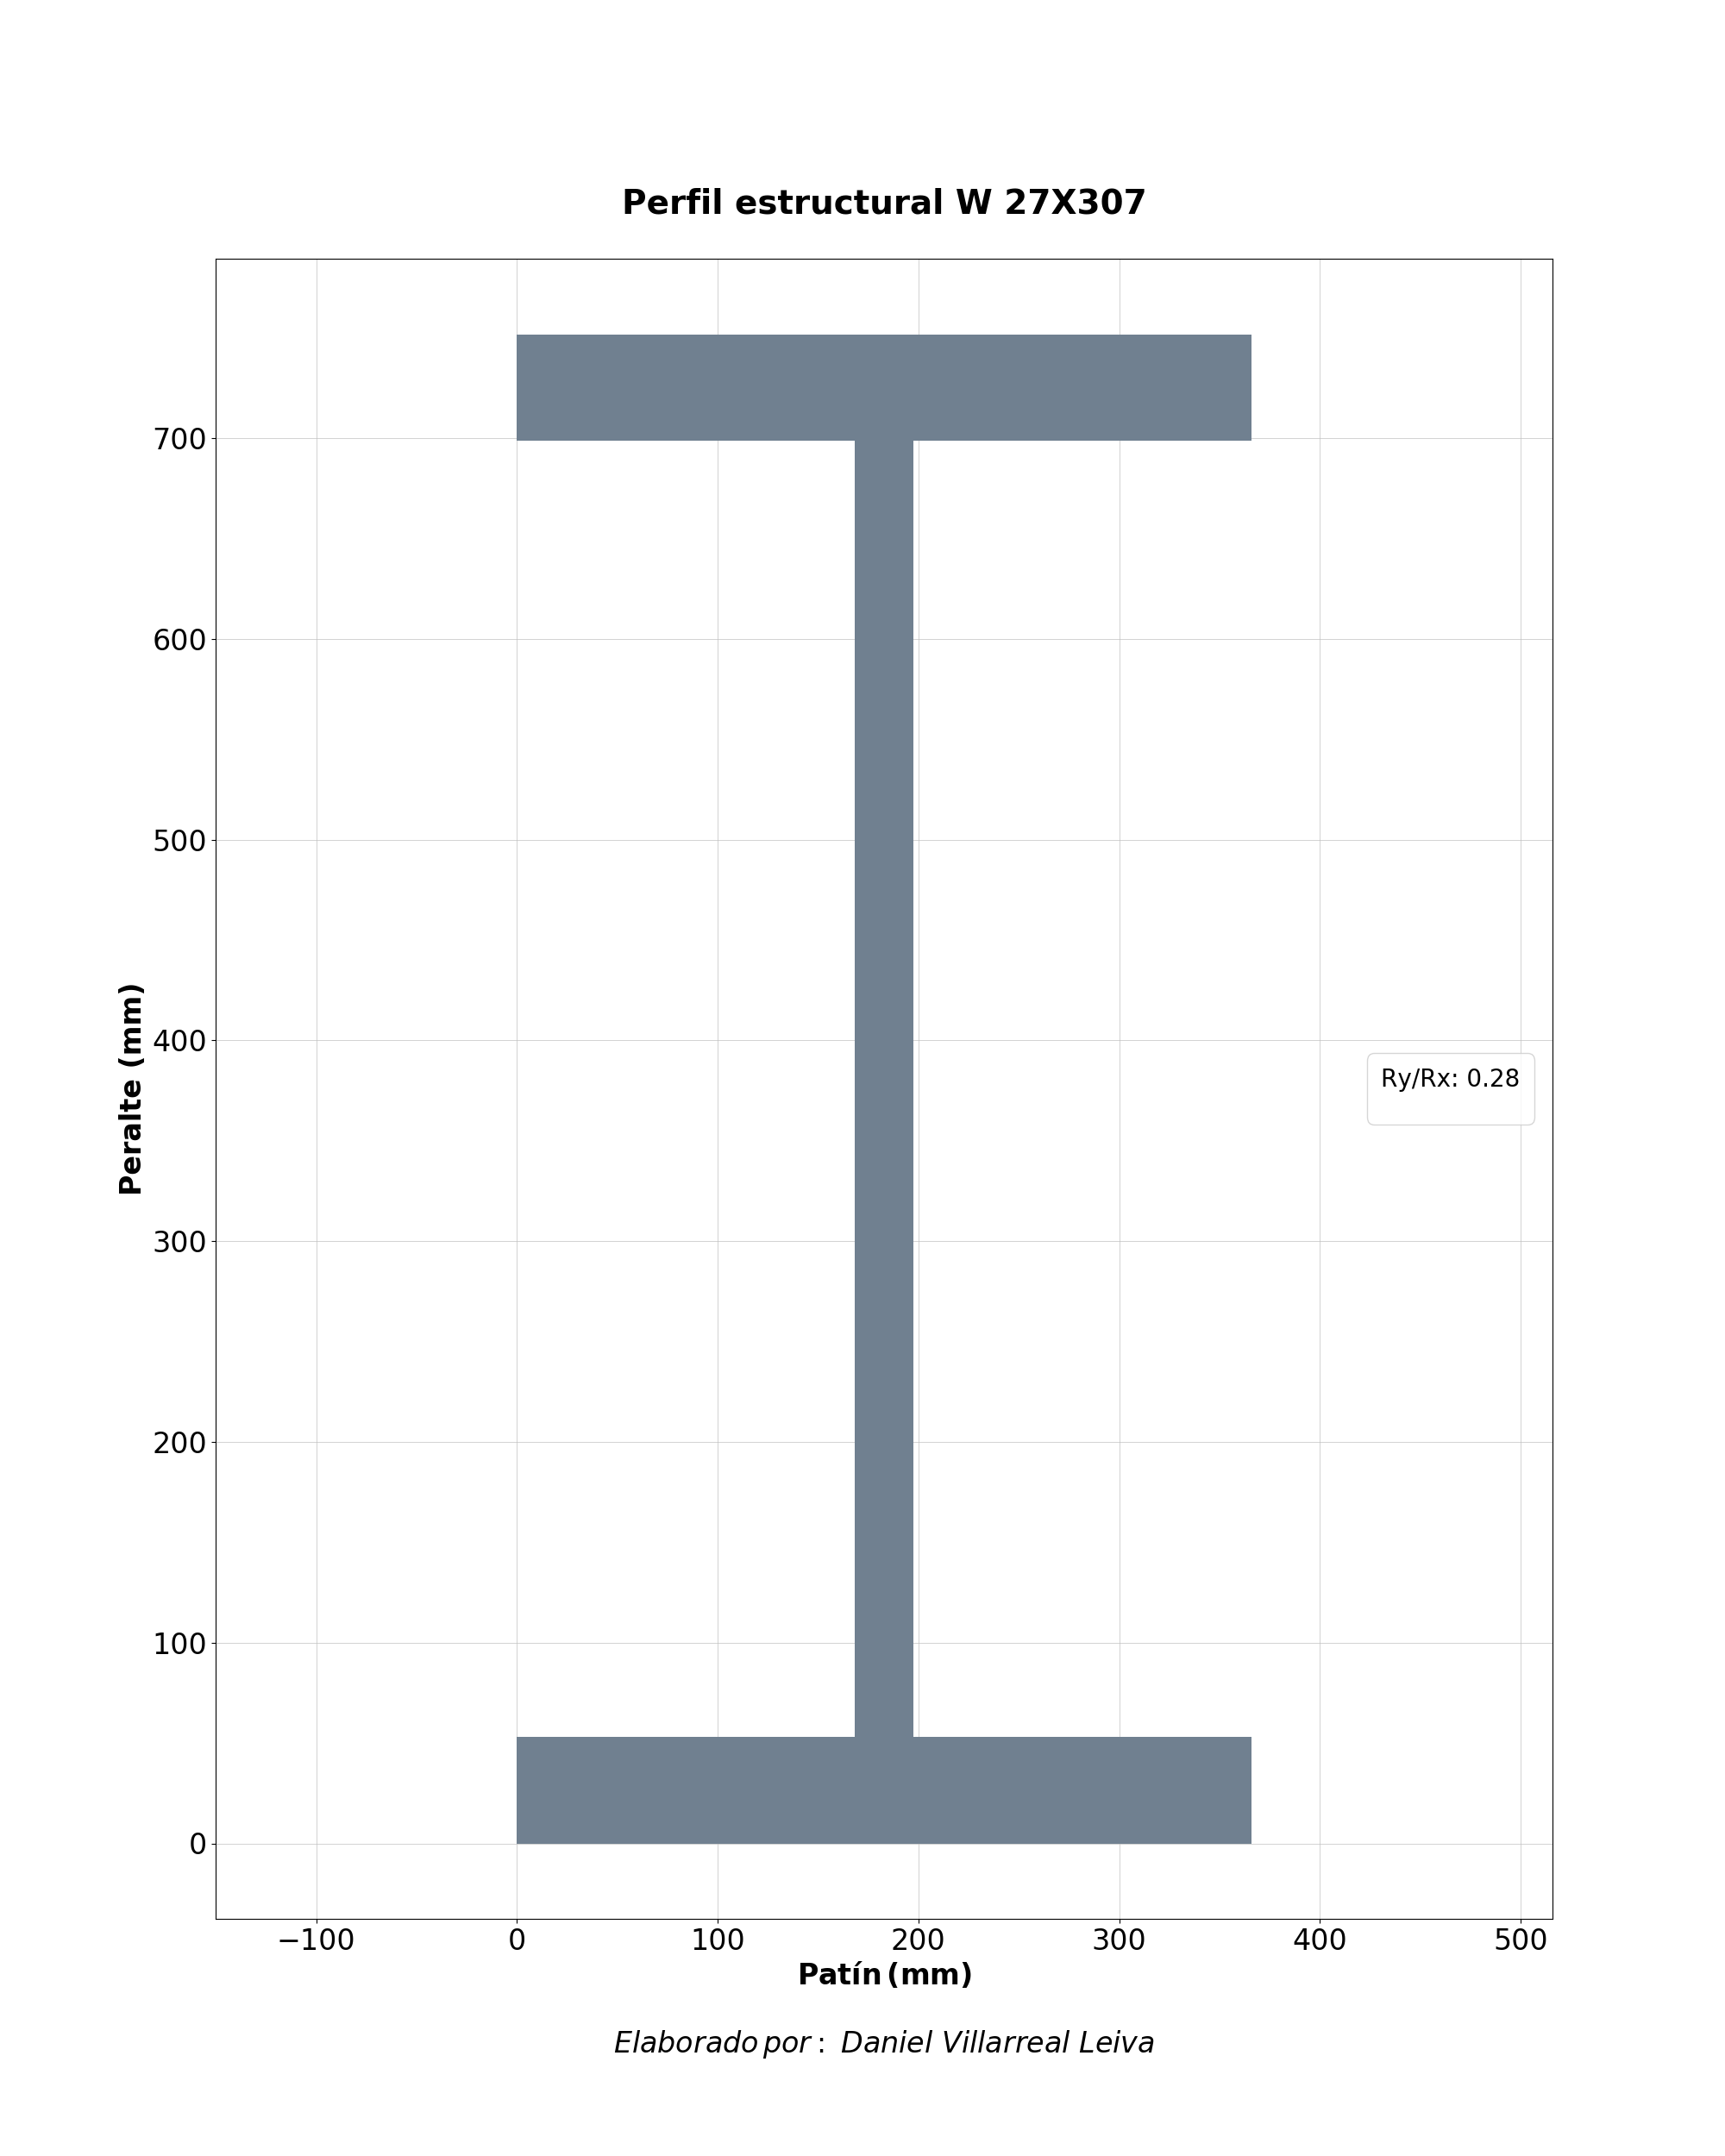 Perfil estructural W 27X307
Peralte (mm)
700
600
500
400
300
200
100
0
Ry/Rx: 0.28
−100 0 100 200 300 400 500
Patín (mm)
Elaborado por: Daniel Villarreal Leiva